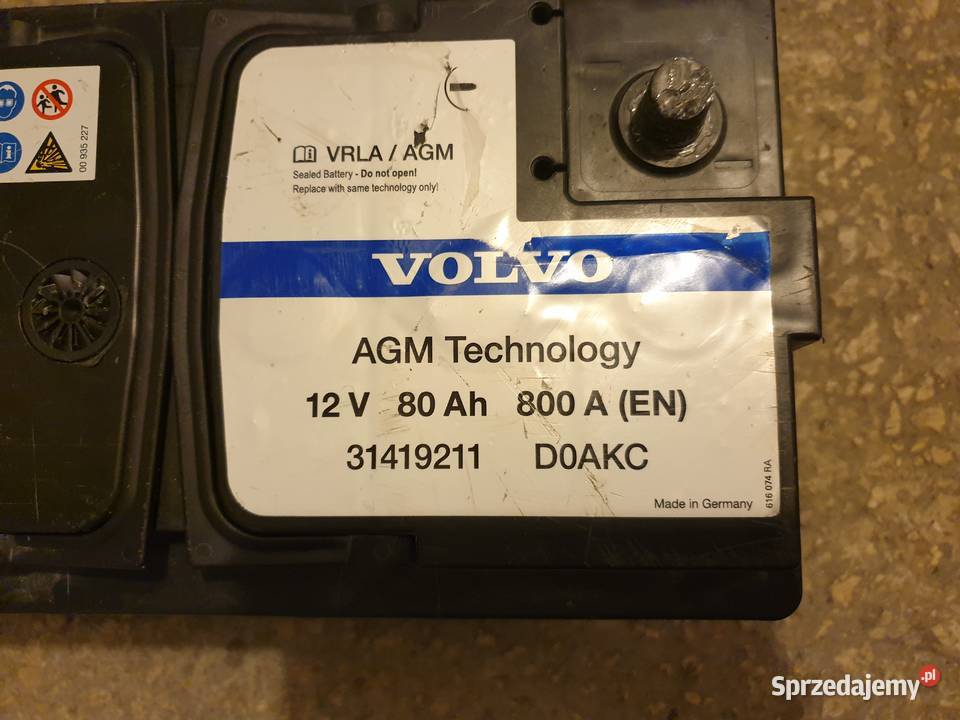 00 935 227
VRLA / AGM
Sealed Battery - Do not open!
Replace with same technology only!
VOLVO
AGM Technology
12 V 80 Ah 800 A (EN)
31419211 D0AKC
Made in Germany
616 074 RA
Sprzedajemy.pl